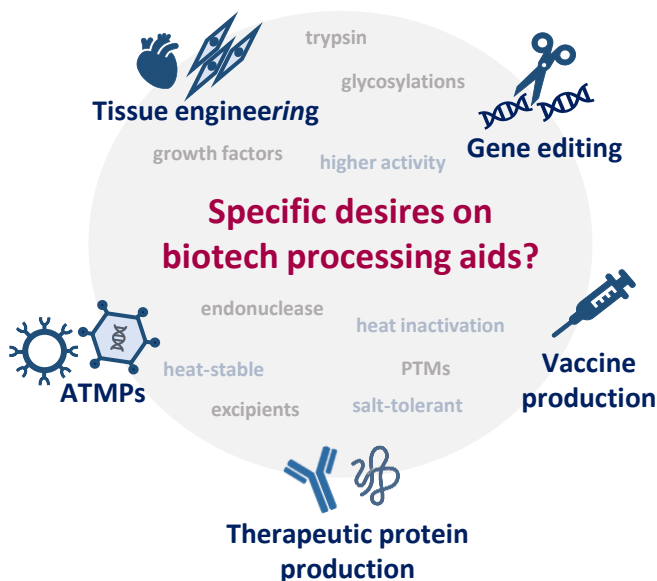 trypsin
glycosylations
Tissue engineering
Gene editing
growth factors
higher activity
Specific desires on
biotech processing aids?
endonuclease
heat inactivation
heat-stable
PTMs
Vaccine
production
ATMPs
excipients
salt-tolerant
Therapeutic protein
production